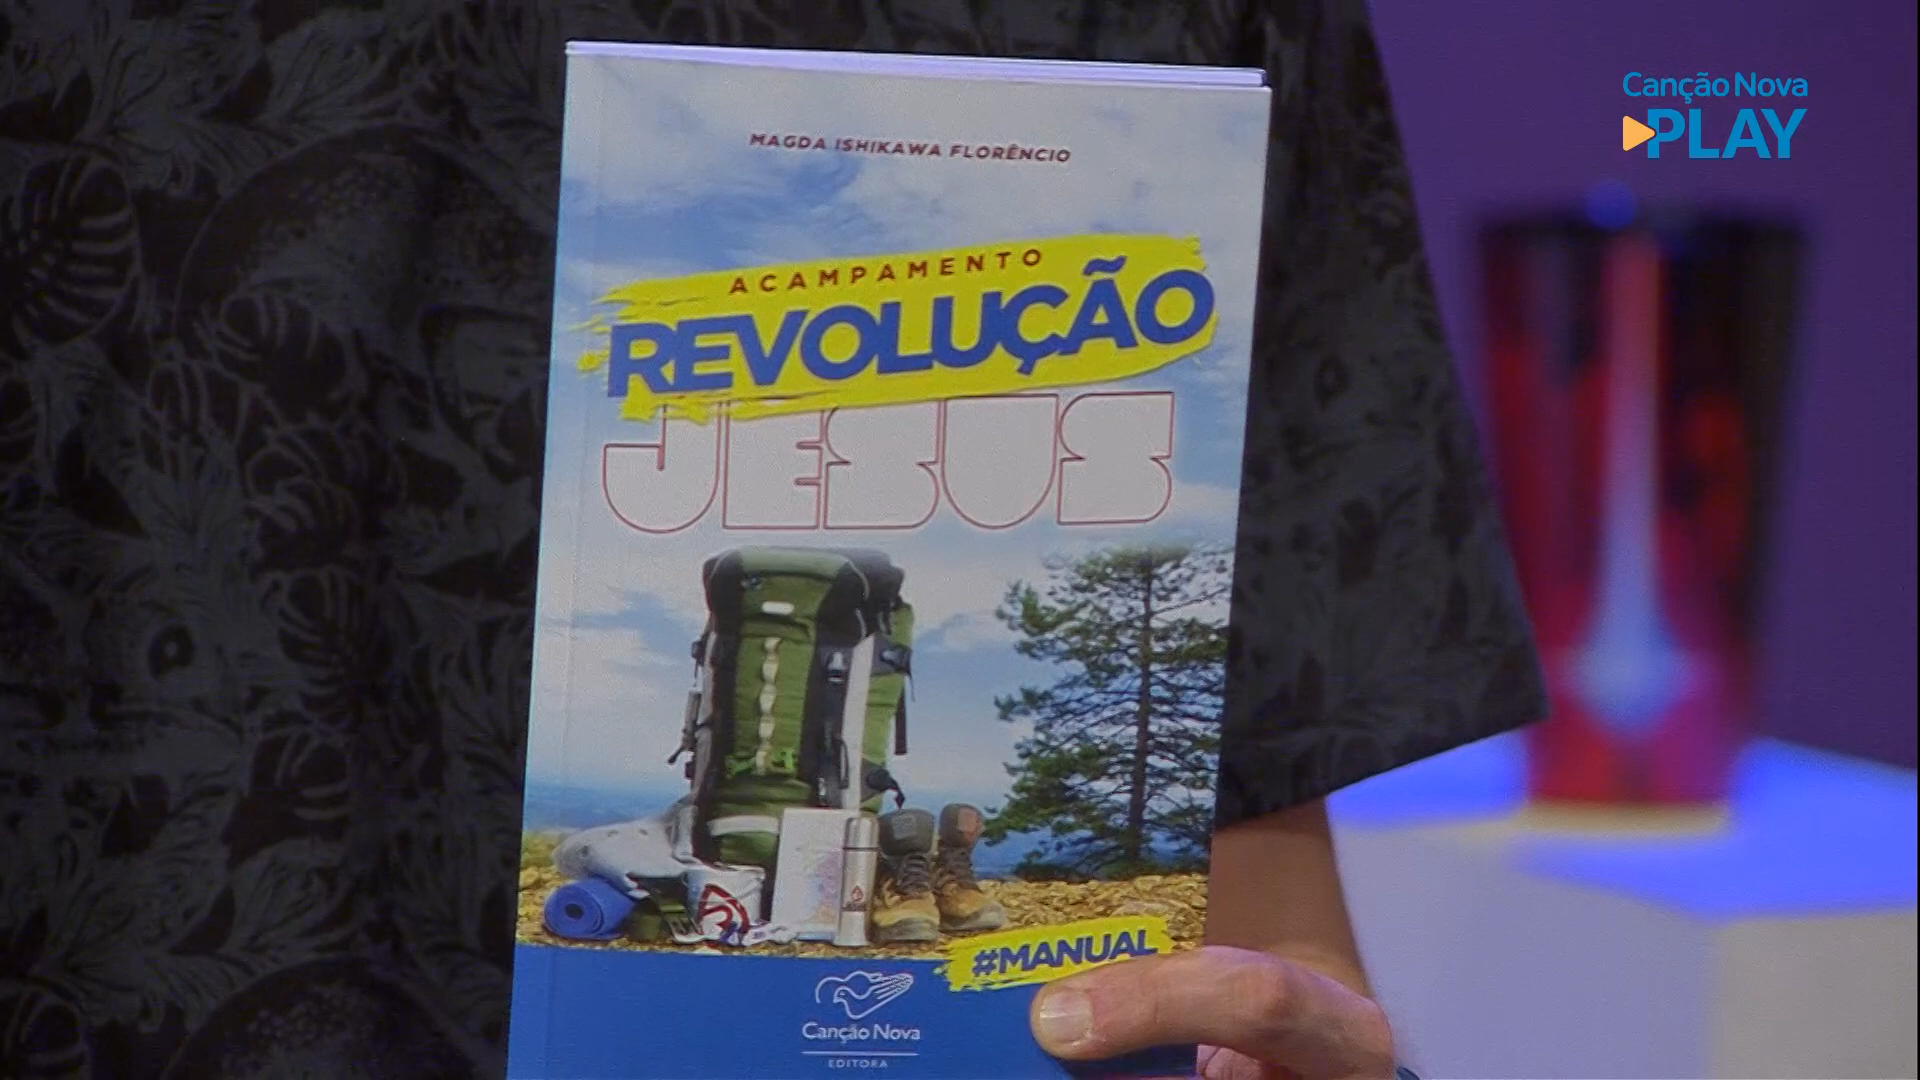 Canção Nova
PLAY
MAGDA ISHIKAWA FLORÊNCIO
ACAMPAMENTO
REVOLUÇÃO
JESUS
#MANUAL
Canção Nova
EDITORA